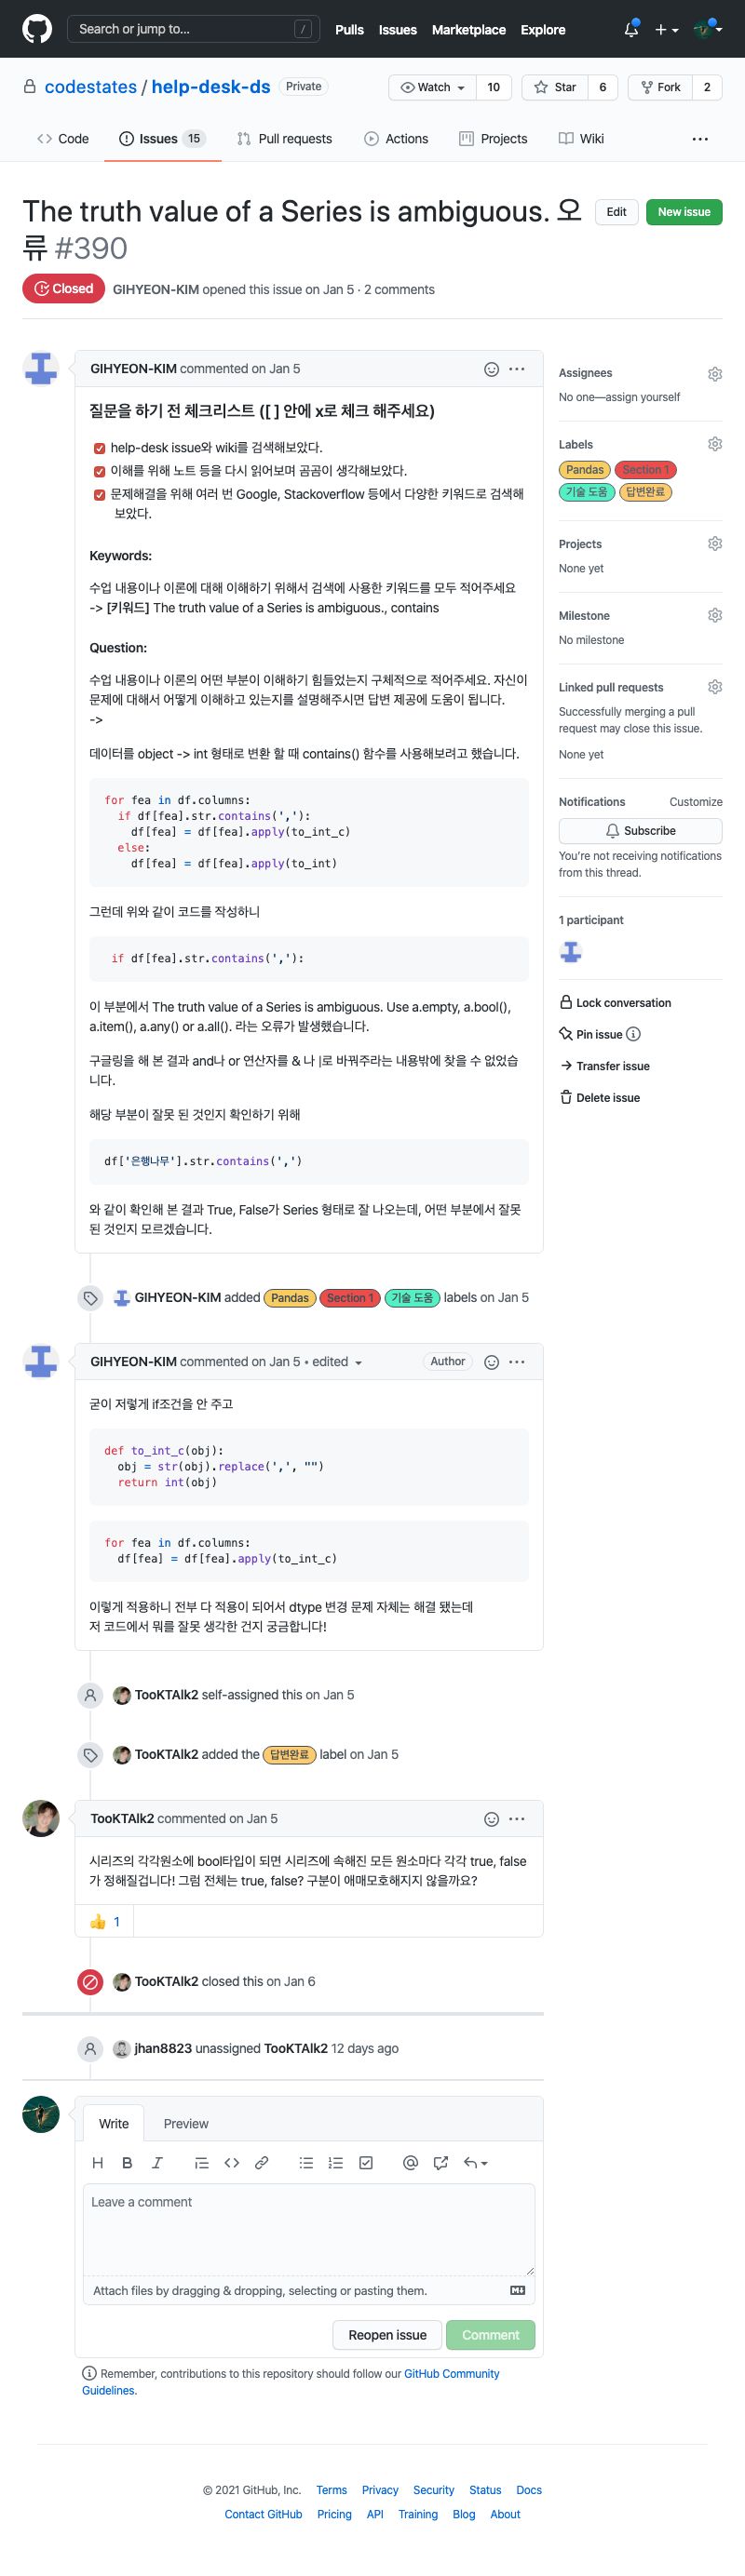 Search or jump to... /
Pulls Issues Marketplace Explore
codestates / help-desk-ds Private
Watch 10 Star 6 Fork 2
Code Issues 15 Pull requests Actions Projects Wiki
The truth value of a Series is ambiguous. 오
류 #390
Edit New issue
Closed GIHYEON-KIM opened this issue on Jan 5 · 2 comments
GIHYEON-KIM commented on Jan 5
질문을 하기 전 체크리스트 ([ ] 안에 x로 체크 해주세요)
help-desk issue와 wiki를 검색해보았다.
이해를 위해 노트 등을 다시 읽어보며 곰곰이 생각해보았다.
문제해결을 위해 여러 번 Google, Stackoverflow 등에서 다양한 키워드로 검색해
보았다.
Keywords:
수업 내용이나 이론에 대해 이해하기 위해서 검색에 사용한 키워드를 모두 적어주세요
-> [키워드] The truth value of a Series is ambiguous., contains
Question:
수업 내용이나 이론의 어떤 부분이 이해하기 힘들었는지 구체적으로 적어주세요. 자신이
문제에 대해서 어떻게 이해하고 있는지를 설명해주시면 답변 제공에 도움이 됩니다.
->
데이터를 object -> int 형태로 변환 할 때 contains() 함수를 사용해보려고 했습니다.
for fea in df.columns:
if df[fea].str.contains(','):
df[fea] = df[fea].apply(to_int_c)
else:
df[fea] = df[fea].apply(to_int)
그런데 위와 같이 코드를 작성하니
if df[fea].str.contains(','):
이 부분에서 The truth value of a Series is ambiguous. Use a.empty, a.bool(),
a.item(), a.any() or a.all(). 라는 오류가 발생했습니다.
구글링을 해 본 결과 and나 or 연산자를 & 나 |로 바꿔주라는 내용밖에 찾을 수 없었습
니다.
해당 부분이 잘못 된 것인지 확인하기 위해
df['은행나무'].str.contains(',')
와 같이 확인해 본 결과 True, False가 Series 형태로 잘 나오는데, 어떤 부분에서 잘못
된 것인지 모르겠습니다.
Assignees
No one—assign yourself
Labels
Pandas Section 1
기술 도움 답변완료
Projects
None yet
Milestone
No milestone
Linked pull requests
Successfully merging a pull
request may close this issue.
None yet
Notifications Customize
Subscribe
You're not receiving notifications
from this thread.
1 participant
Lock conversation
Pin issue
Transfer issue
Delete issue
GIHYEON-KIM added Pandas Section 1 기술 도움 labels on Jan 5
GIHYEON-KIM commented on Jan 5 • edited Author
굳이 저렇게 if조건을 안 주고
def to_int_c(obj):
obj = str(obj).replace(',', "")
return int(obj)
for fea in df.columns:
df[fea] = df[fea].apply(to_int_c)
이렇게 적용하니 전부 다 적용이 되어서 dtype 변경 문제 자체는 해결 됐는데
저 코드에서 뭐를 잘못 생각한 건지 궁금합니다!
TooKTAlk2 self-assigned this on Jan 5
TooKTAlk2 added the 답변완료 label on Jan 5
TooKTAlk2 commented on Jan 5
시리즈의 각각원소에 bool타입이 되면 시리즈에 속해진 모든 원소마다 각각 true, false
가 정해질겁니다! 그럼 전체는 true, false? 구분이 애매모호해지지 않을까요?
👍 1
TooKTAlk2 closed this on Jan 6
jhan8823 unassigned TooKTAlk2 12 days ago
Write Preview
Leave a comment
Attach files by dragging & dropping, selecting or pasting them.
Reopen issue Comment
Remember, contributions to this repository should follow our GitHub Community
Guidelines.
© 2021 GitHub, Inc. Terms Privacy Security Status Docs
Contact GitHub Pricing API Training Blog About